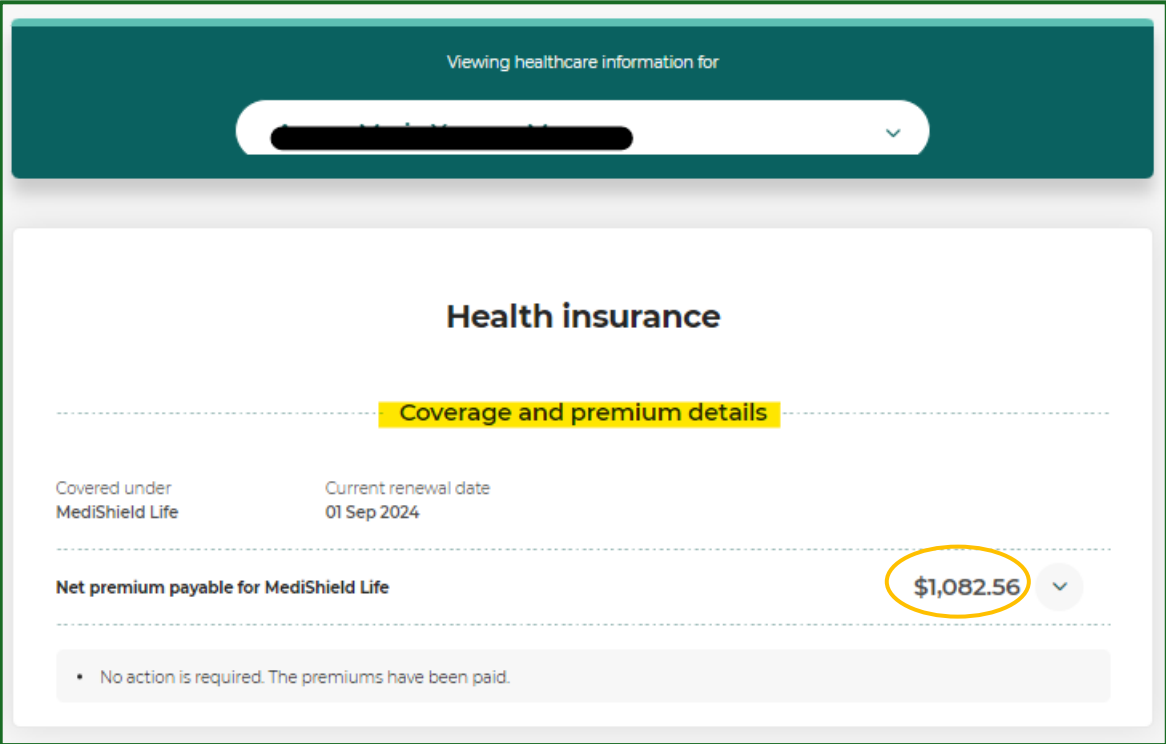 Viewing healthcare information for
Health insurance
Coverage and premium details
Covered under
Current renewal date
MediShield Life
01 Sep 2024
Net premium payable for MediShield Life
$1,082.56
• No action is required. The premiums have been paid.